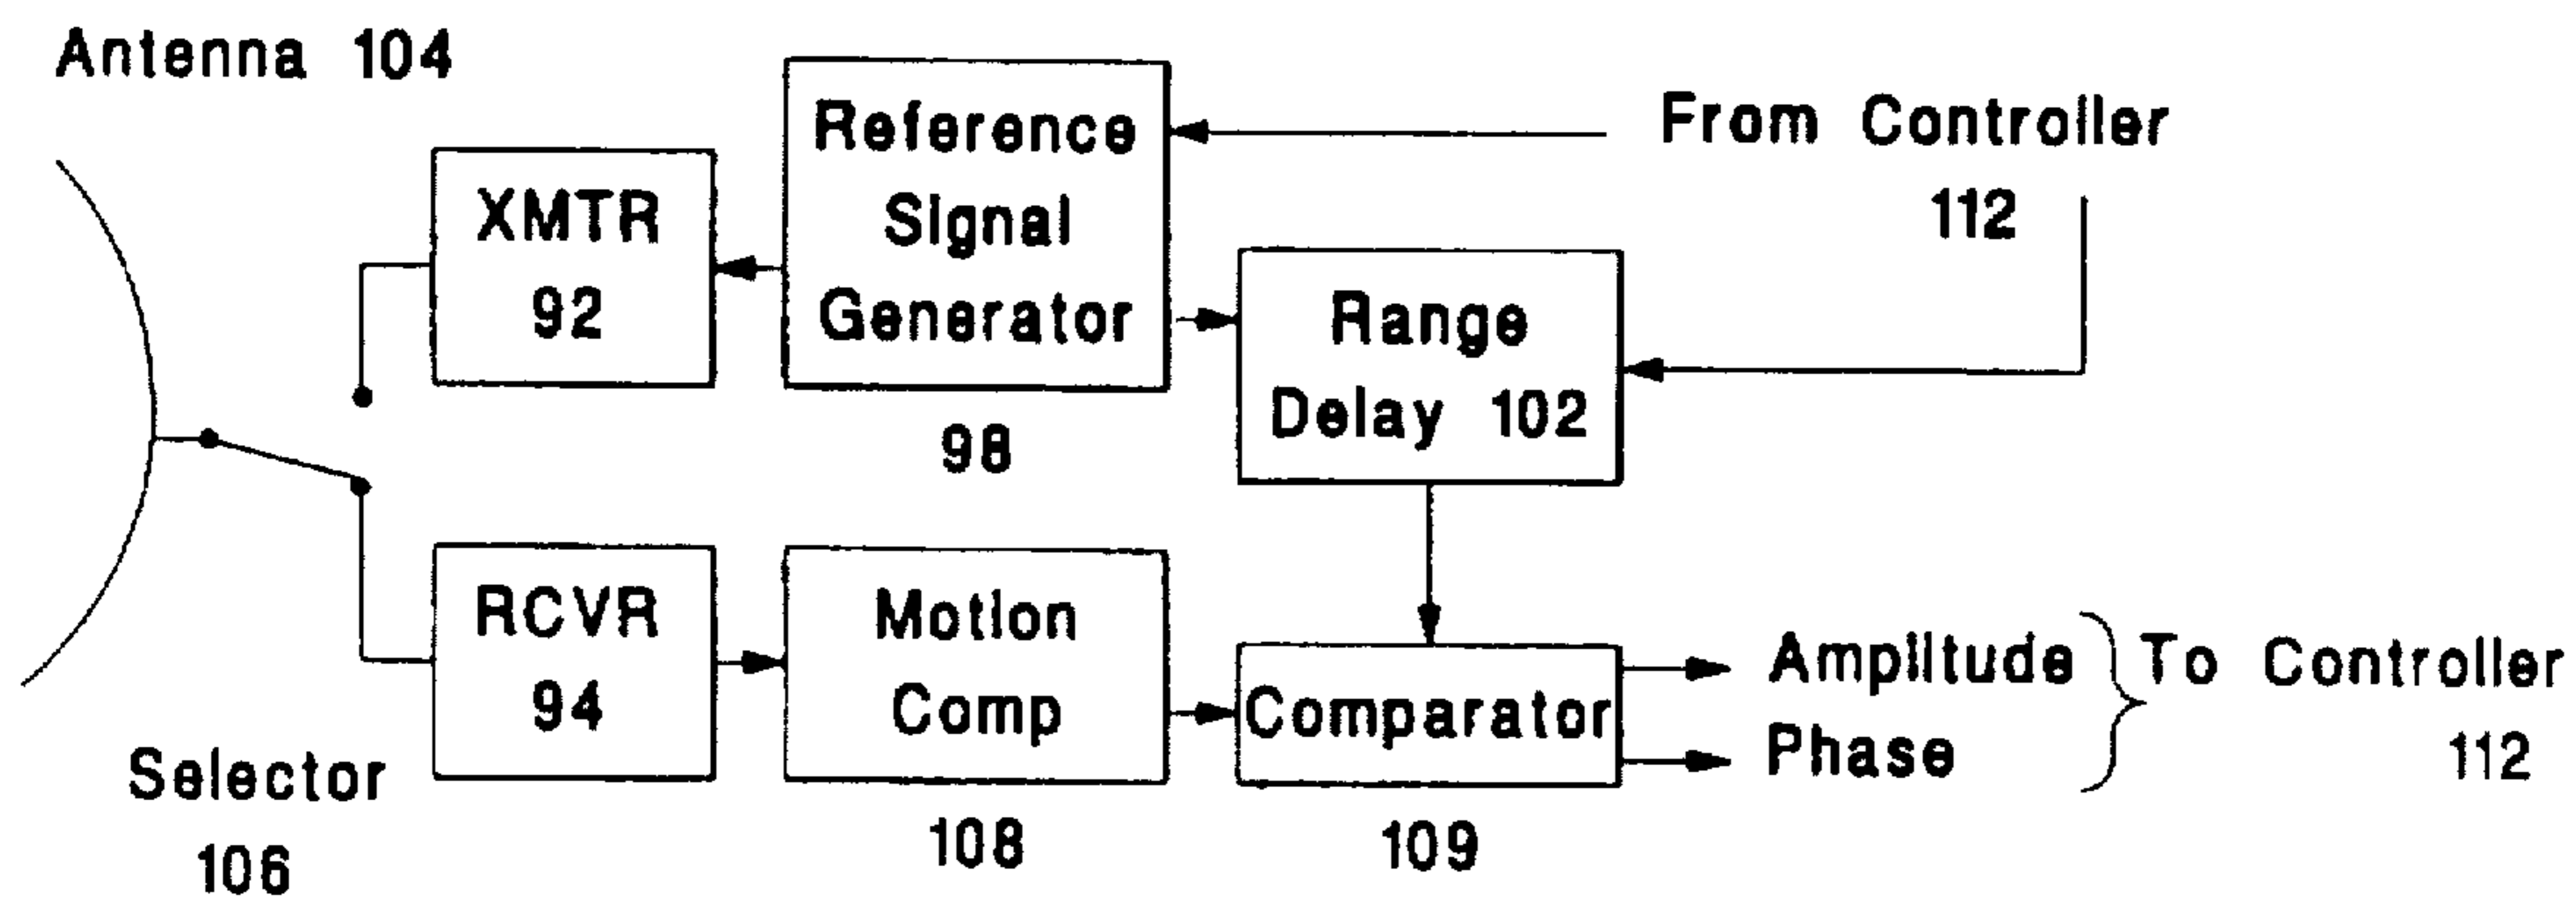 Antenna 104
Reference
Signal
Generator
98
From Controller
112
XMTR
92
Range
Delay 102
RCVR
94
Motion
Comp
108
Comparator
109
Amplitude
Phase
To Controller
112
Selector
106